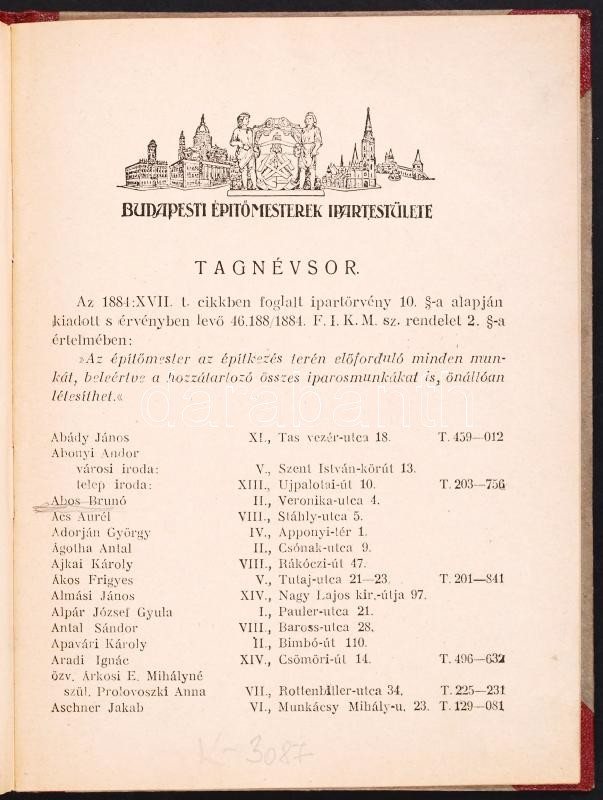 BUDAPESTI ÉPITŐMESTEREK IPARTESTÜLETE
TAGNÉVSOR.
Az 1884:XVII. t. cikkben foglalt ipartörvény 10. §-a alapján
kiadott s érvényben levő 46.188/1884. F. I. K. M. sz. rendelet 2. §-a
értelmében:
»Az építőmester az építkezés terén előforduló minden mun-
kát, beleértve a hozzátartozó összes iparosmunkákat is, önállóan
létesíthet.«
darabanth
Abády János XI., Tas vezér-utca 18. T. 459—012
Abonyi Andor
városi iroda: V., Szent István-körút 13.
telep iroda: XIII., Ujpalotai-út 10. T. 203—756
Abos Brunó II., Veronika-utca 4.
Acs Aurél VIII., Stáhly-utca 5.
Adorján György IV., Apponyi-tér 1.
Ágotha Antal II., Csónak-utca 9.
Ajkai Károly VIII., Rákóczi-út 47.
Ákos Frigyes V., Tutaj-utca 21—23. T. 201—841
Almási János XIV., Nagy Lajos kir.-útja 97.
Alpár József Gyula I., Pauler-utca 21.
Antal Sándor VIII., Baross-utca 28.
Apavári Károly II., Bimbó-út 110.
Aradi Ignác XIV., Csömöri-út 14. T. 496—632
özv. Árkosi E. Mihályné
szül. Prolovoszki Anna VII., Rottenbiller-utca 34. T. 225—231
Aschner Jakab VI., Munkácsy Mihály-u. 23. T. 129—081
K-3087